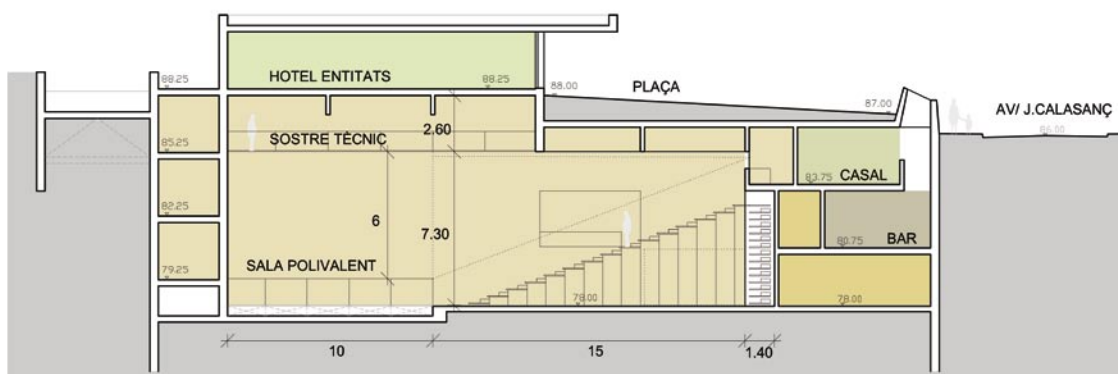 HOTEL ENTITATS
88.25
88.25
88.00
PLAÇA
87.00
AV/ J.CALASANÇ
86.00
2.60
SOSTRE TÈCNIC
85.25
83.75
CASAL
82.25
6
7.30
BAR
80.75
SALA POLIVALENT
79.25
78.00
78.00
10
15
1.40